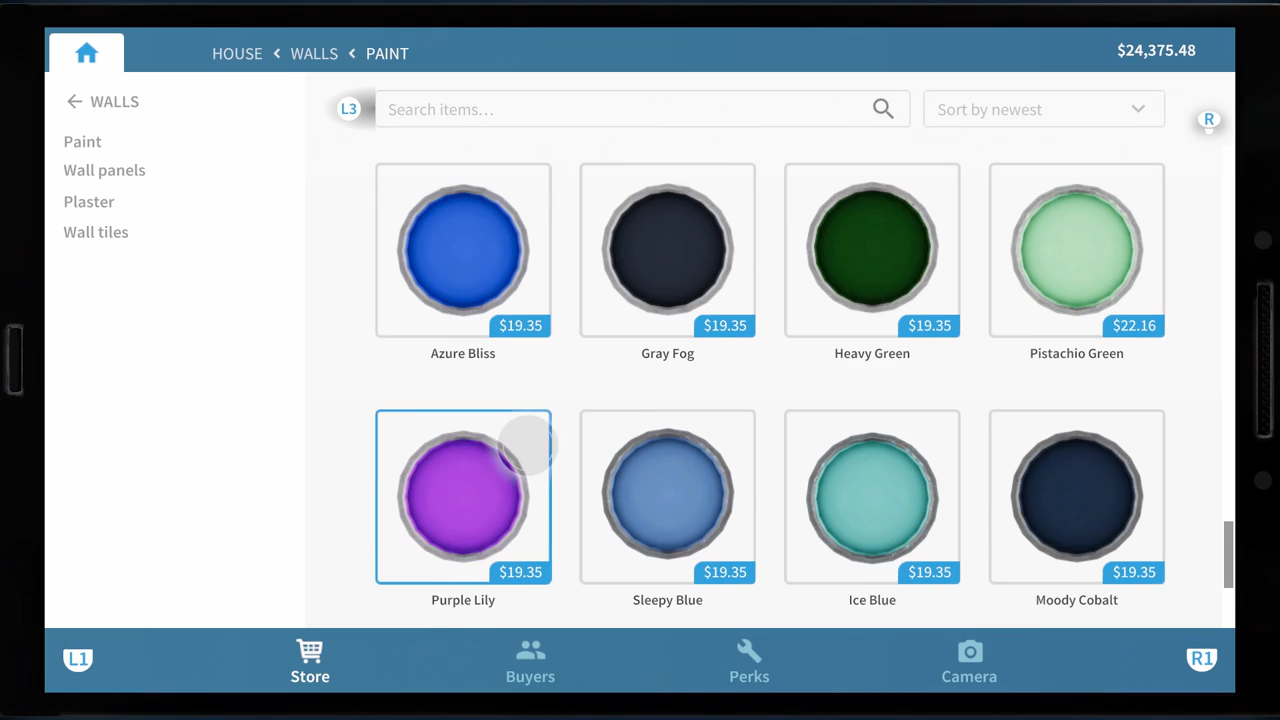 HOUSE < WALLS < PAINT
$24,375.48
WALLS
Paint
Wall panels
Plaster
Wall tiles
L3
Search items...
Sort by newest
R
$19.35
$19.35
$19.35
$22.16
Azure Bliss
Gray Fog
Heavy Green
Pistachio Green
$19.35
$19.35
$19.35
$19.35
Purple Lily
Sleepy Blue
Ice Blue
Moody Cobalt
L1
Store
Buyers
Perks
Camera
R1